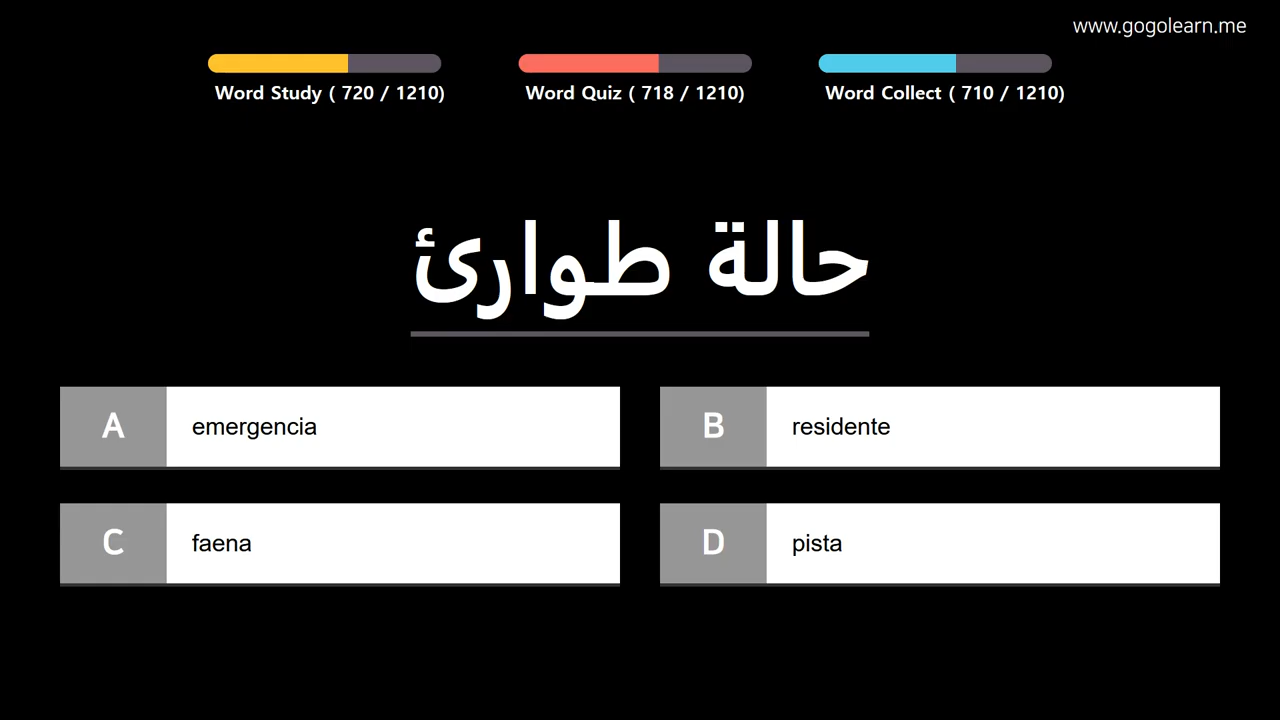 www.gogolearn.me
Word Study ( 720 / 1210)
Word Quiz ( 718 / 1210)
Word Collect ( 710 / 1210)
حالة طوارئ
A emergencia
B residente
C faena
D pista